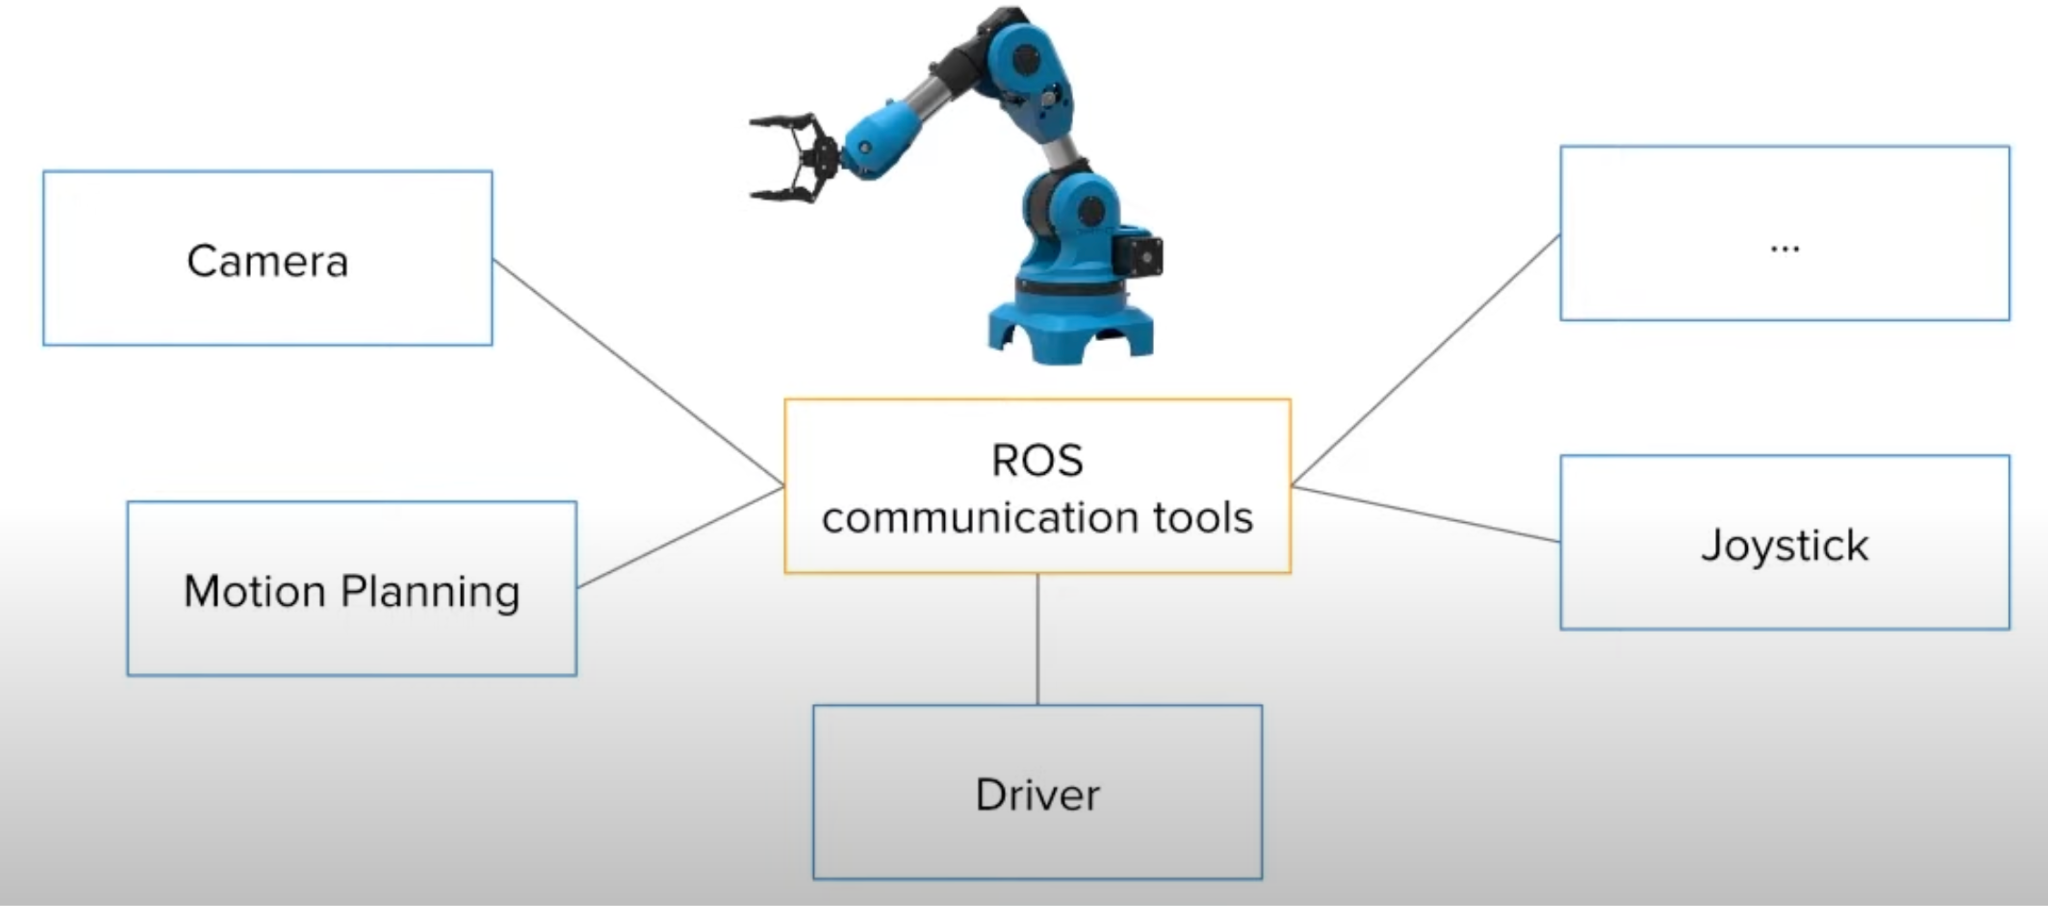 Camera
...
ROS
communication tools
Motion Planning
Joystick
Driver